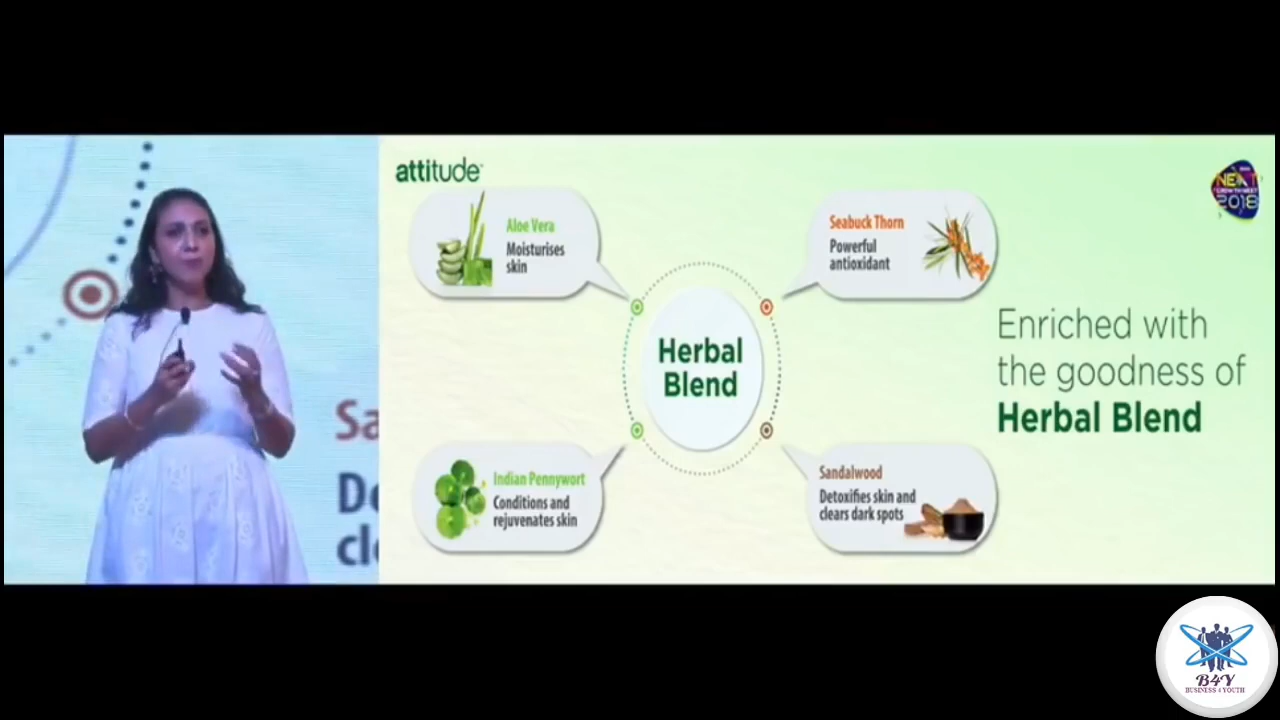 attitude
Aloe Vera
Moisturises
skin
Seabuck Thorn
Powerful
antioxidant
Herbal
Blend
Enriched with
the goodness of
Herbal Blend
Indian Pennywort
Conditions and
rejuvenates skin
Sandalwood
Detoxifies skin and
clears dark spots
Sa
De
cl
NEXT
GROWTH MEET
2018
B4Y
BUSINESS 4 YOUTH